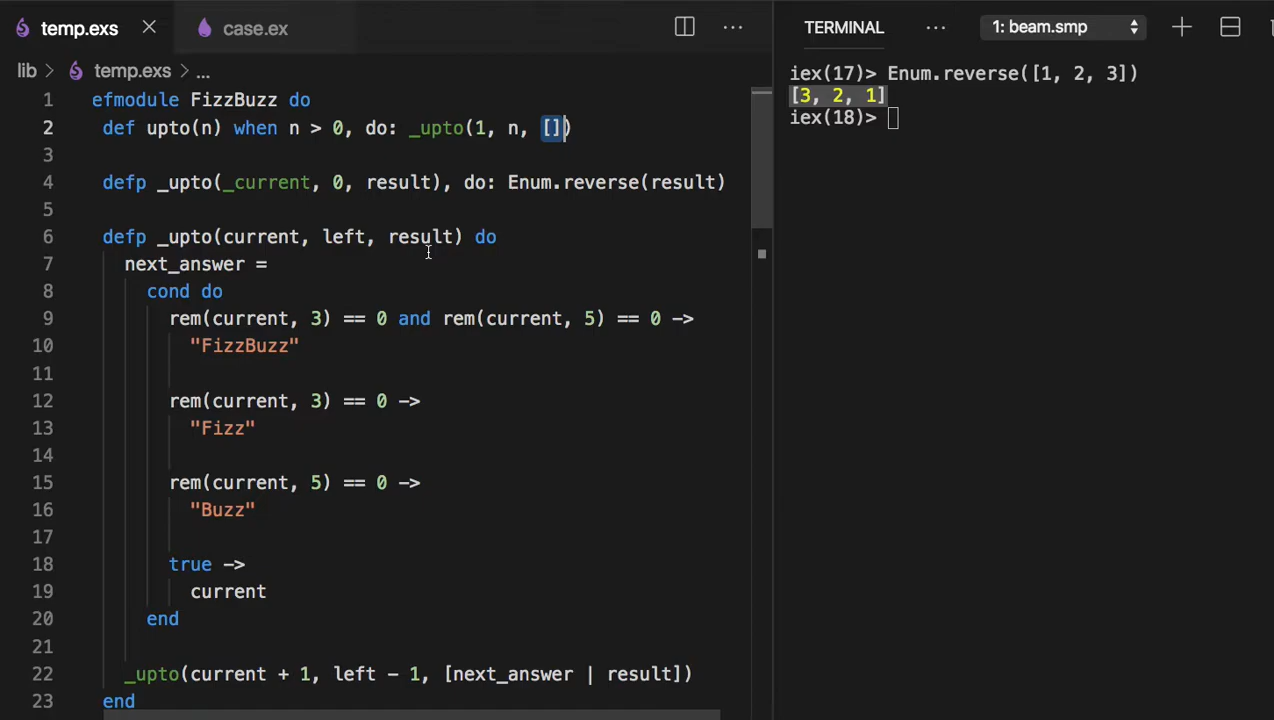 temp.exs case.ex
lib > temp.exs > ...
1 efmodule FizzBuzz do
2 def upto(n) when n > 0, do: _upto(1, n, [])
3
4 defp _upto(_current, 0, result), do: Enum.reverse(result)
5
6 defp _upto(current, left, result) do
7 next_answer =
8 cond do
9 rem(current, 3) == 0 and rem(current, 5) == 0 ->
10 "FizzBuzz"
11
12 rem(current, 3) == 0 ->
13 "Fizz"
14
15 rem(current, 5) == 0 ->
16 "Buzz"
17
18 true ->
19 current
20 end
21
22 _upto(current + 1, left - 1, [next_answer | result])
23 end
TERMINAL ... 1: beam.smp
iex(17)> Enum.reverse([1, 2, 3])
[3, 2, 1]
iex(18)>